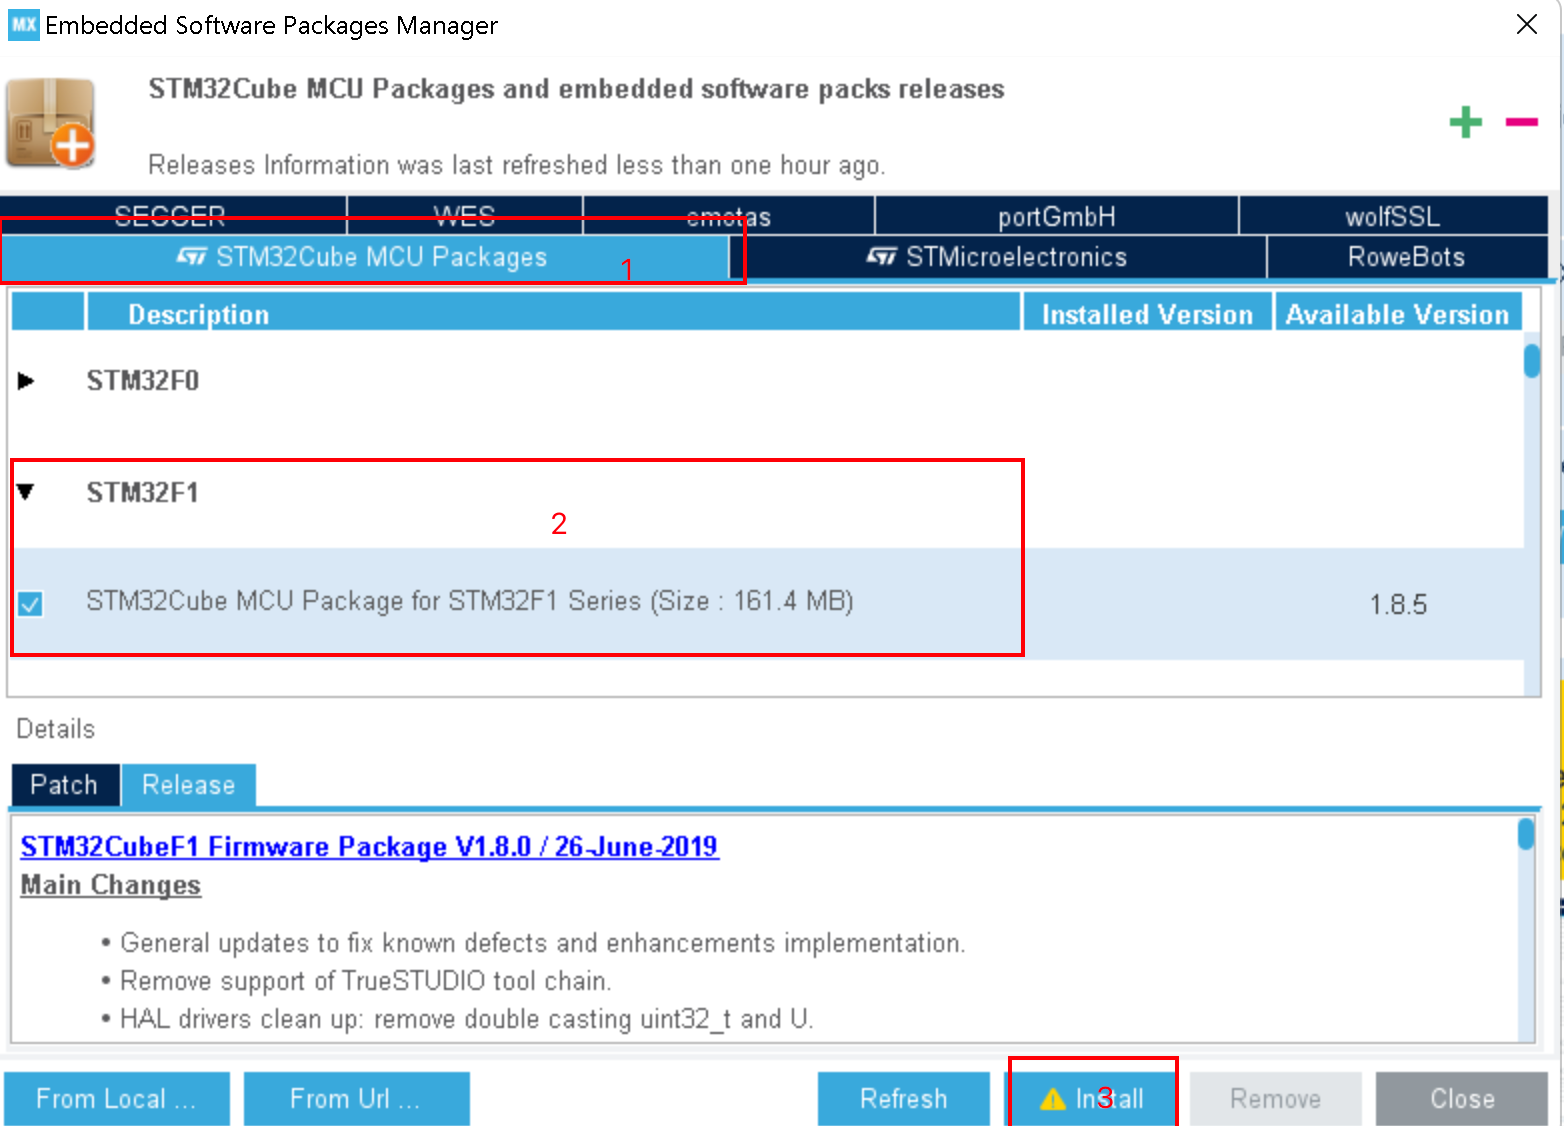 MX Embedded Software Packages Manager
STM32Cube MCU Packages and embedded software packs releases
Releases Information was last refreshed less than one hour ago.
SEGGER WES emotas portGmbH wolfSSL
STM32Cube MCU Packages 1 STMicroelectronics RoweBots
Description Installed Version Available Version
STM32F0
STM32F1
2
STM32Cube MCU Package for STM32F1 Series (Size : 161.4 MB) 1.8.5
Details
Patch Release
STM32CubeF1 Firmware Package V1.8.0 / 26-June-2019
Main Changes
• General updates to fix known defects and enhancements implementation.
• Remove support of TrueSTUDIO tool chain.
• HAL drivers clean up: remove double casting uint32_t and U.
From Local ... From Url ... Refresh Install 3 Remove Close